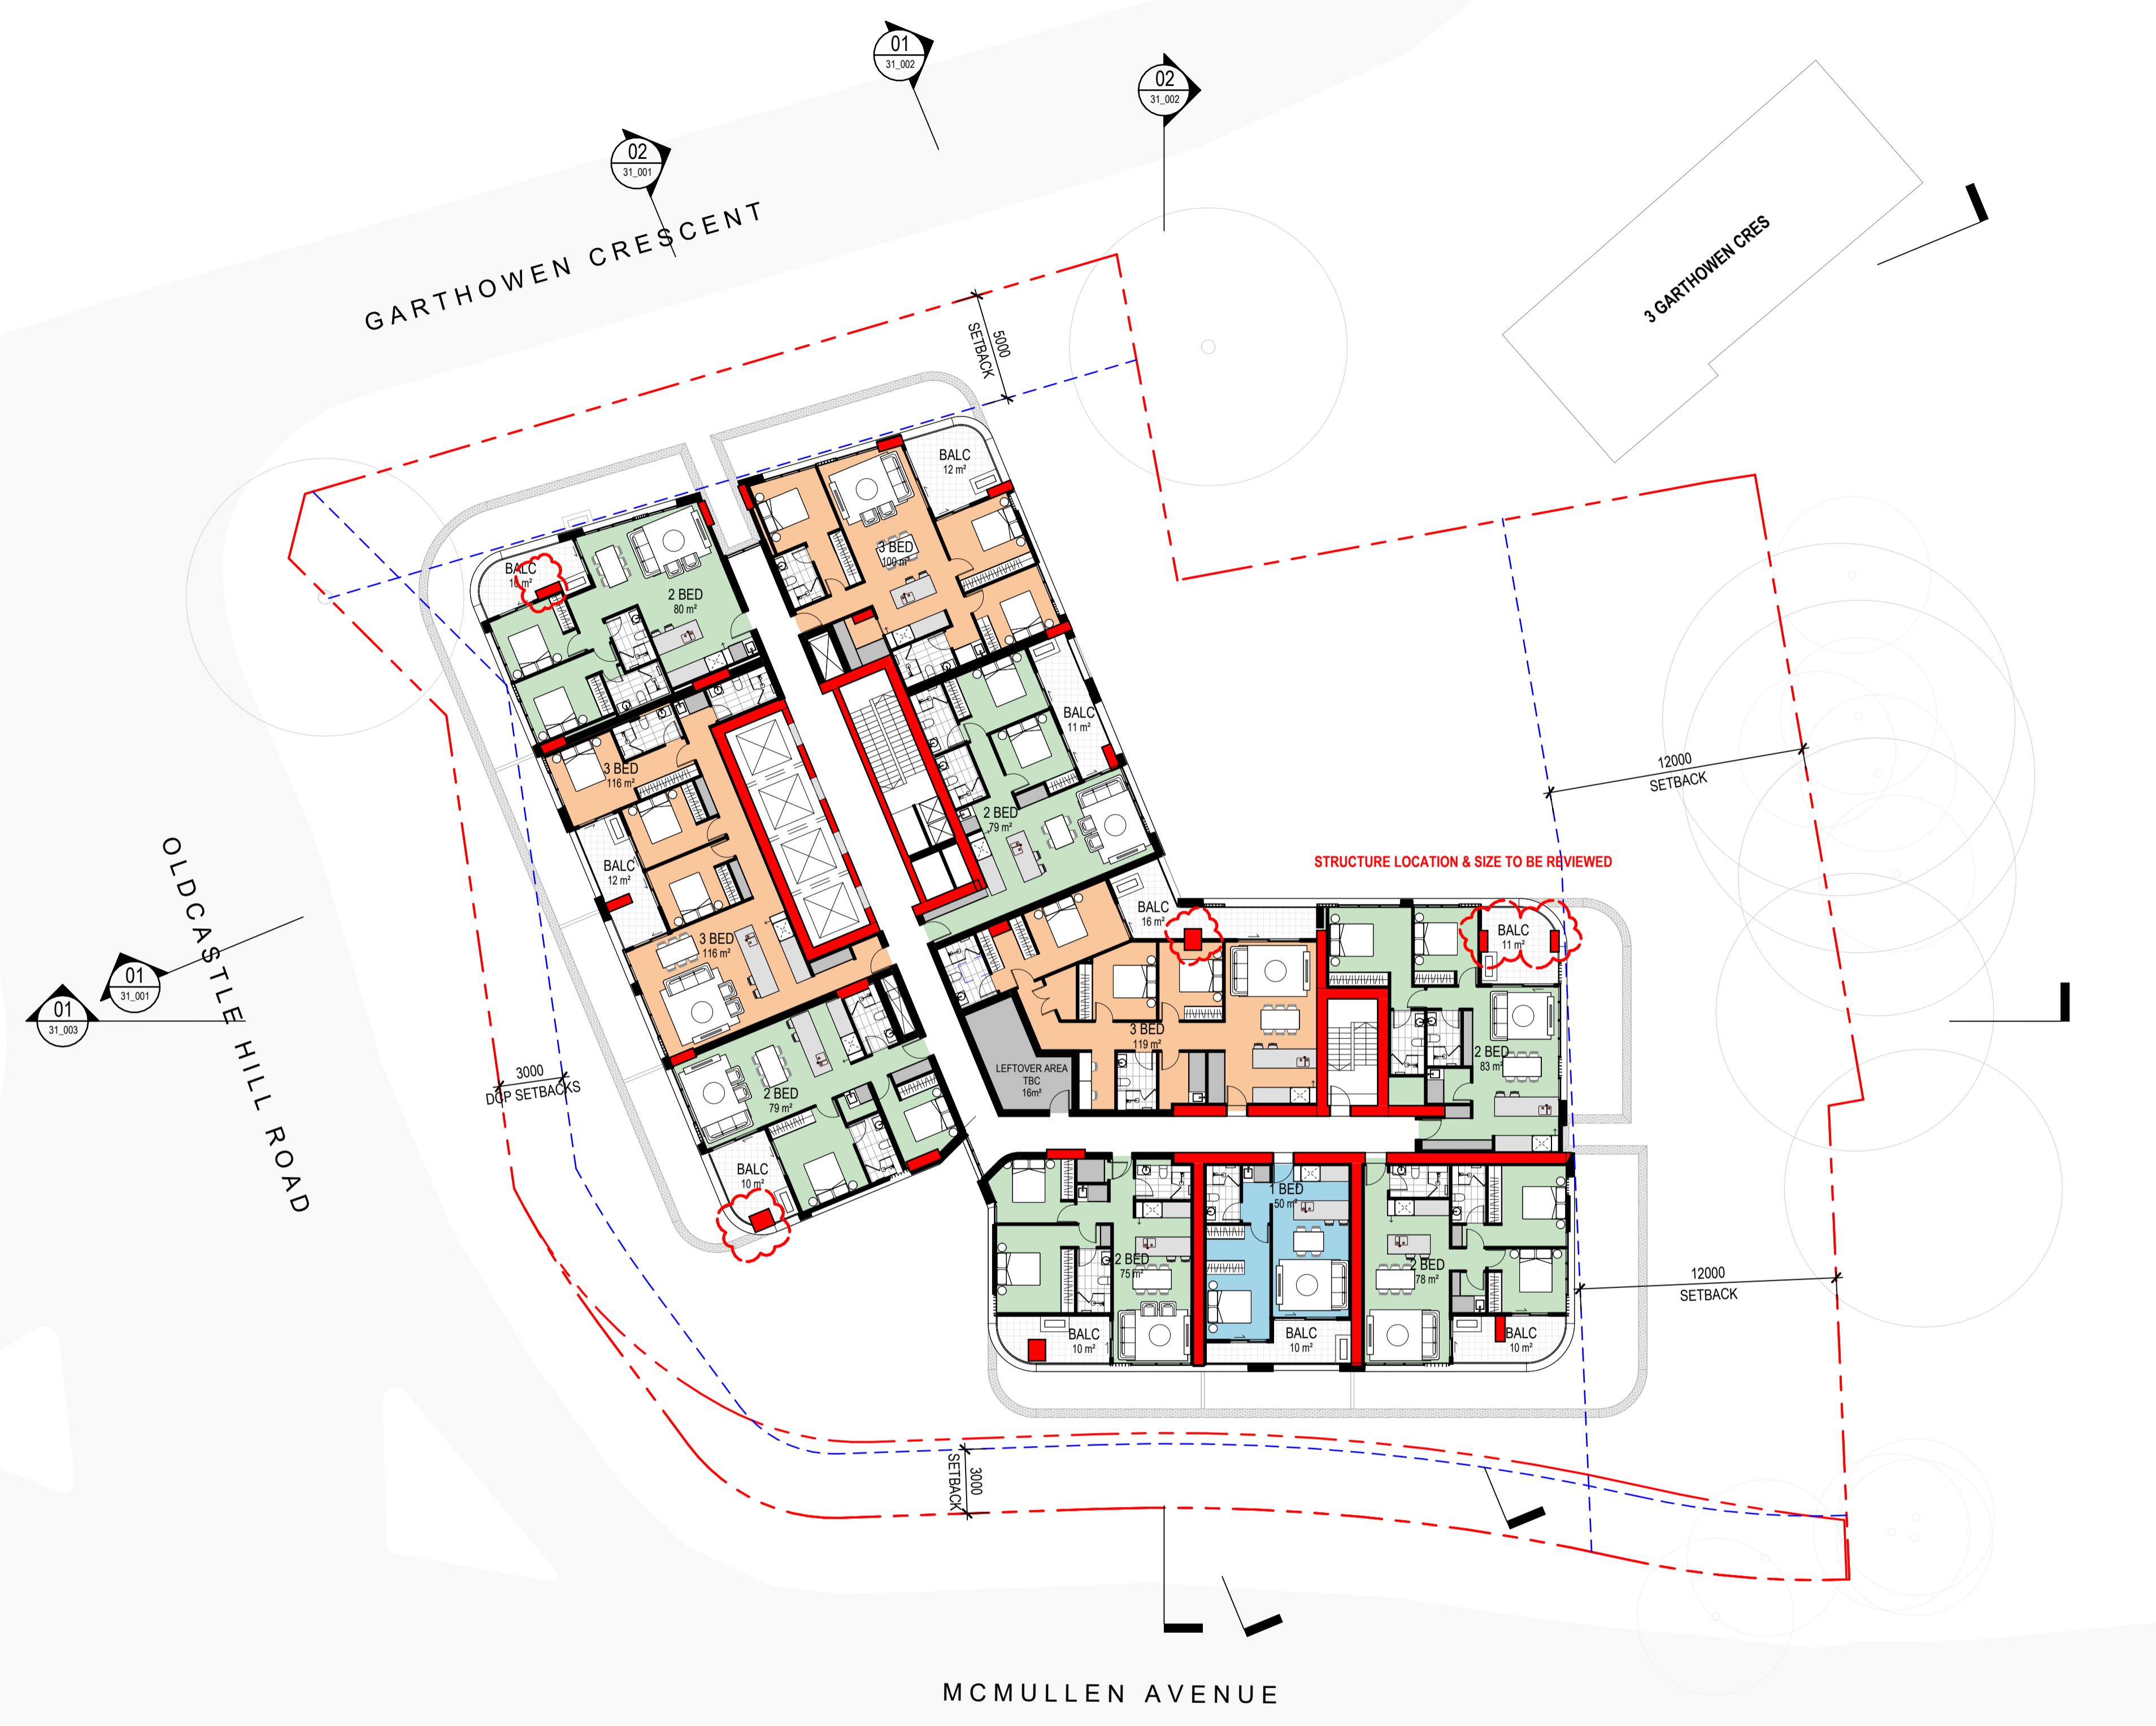 01
31_002
02
31_002
02
31_001
GARTHOWEN CRESCENT
3 GARTHOWEN CRES
5000
SETBACK
BALC
12 m²
3 BED
100 m²
BALC
10 m²
2 BED
80 m²
BALC
11 m²
3 BED
116 m²
12000
SETBACK
2 BED
79 m²
STRUCTURE LOCATION & SIZE TO BE REVIEWED
BALC
12 m²
BALC
16 m²
BALC
11 m²
3 BED
116 m²
OLDCASTLE HILL ROAD
01
31_001
01
31_003
3 BED
119 m²
2 BED
83 m²
LEFTOVER AREA
TBC
16m²
3000
DCP SETBACKS
2 BED
79 m²
BALC
10 m²
1 BED
50 m²
2 BED
75 m²
2 BED
78 m²
12000
SETBACK
BALC
10 m²
BALC
10 m²
BALC
10 m²
3000
SETBACK
MCMULLEN AVENUE